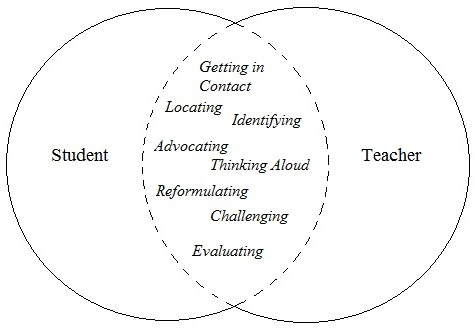 Getting in
Contact
Locating
Identifying
Advocating
Student
Thinking Aloud
Teacher
Reformulating
Challenging
Evaluating